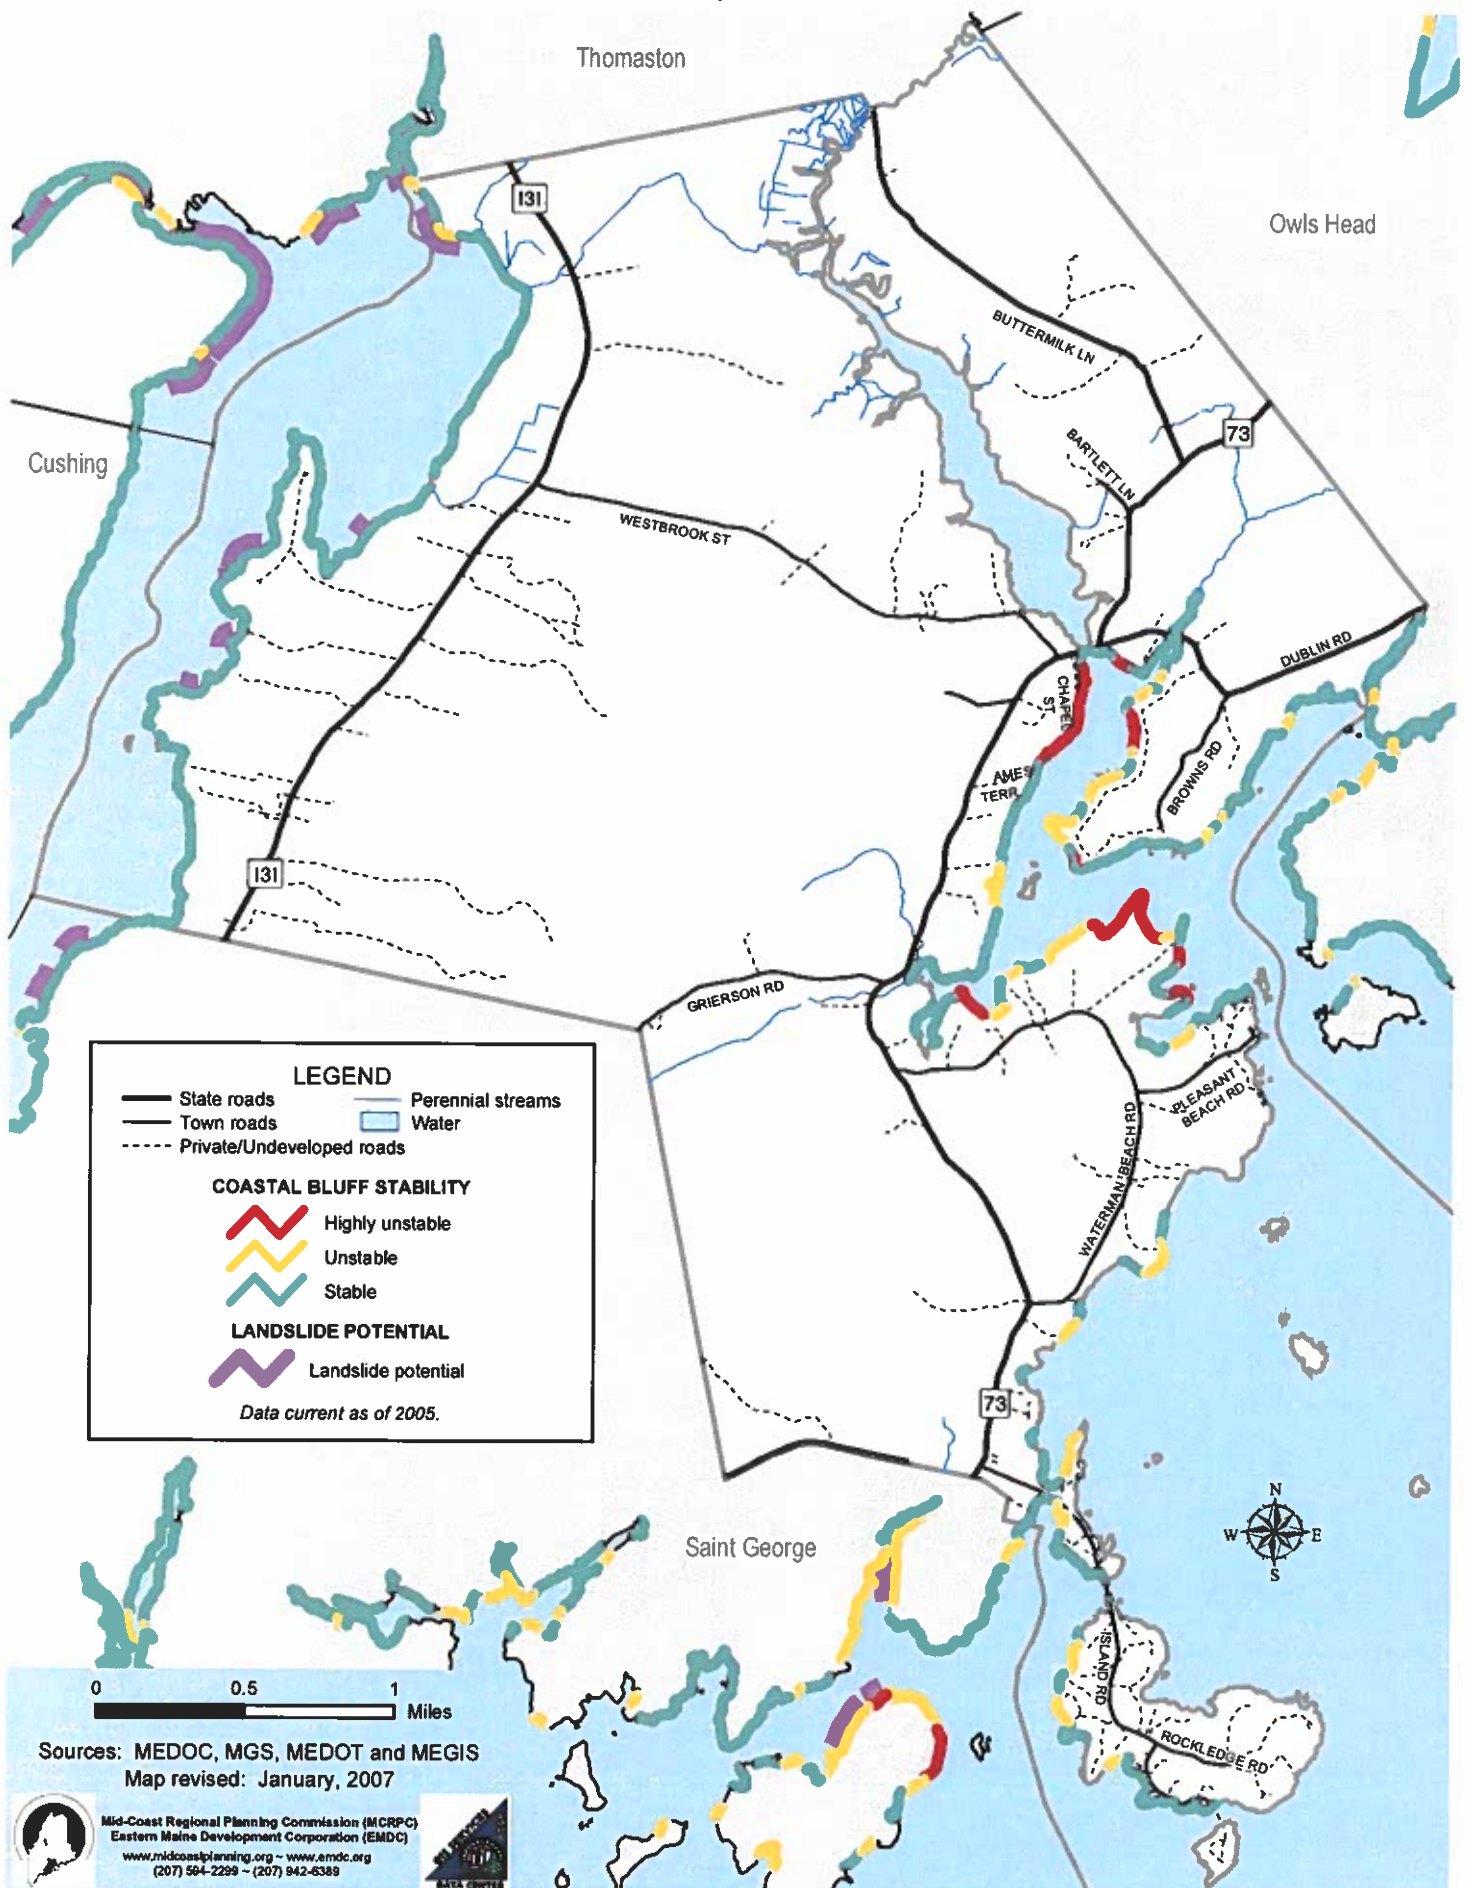 Thomaston
131
Owls Head
BUTTERMILK LN
73
BARTLETT LN
Cushing
WESTBROOK ST
DUBLIN RD
CHAPEL
ST
BROWNS RD
AMES
TERR
131
GRIERSON RD
PLEASANT
BEACH RD
WATERMAN BEACH RD
LEGEND
State roads
Perennial streams
Town roads
Water
Private/Undeveloped roads
COASTAL BLUFF STABILITY
Highly unstable
Unstable
Stable
LANDSLIDE POTENTIAL
Landslide potential
Data current as of 2005.
73
N
W E
S
Saint George
ISLAND RD
ROCKLEDGE RD
0 0.5 1
Miles
Sources: MEDOC, MGS, MEDOT and MEGIS
Map revised: January, 2007
Mid-Coast Regional Planning Commission (MCRPC)
Eastern Maine Development Corporation (EMDC)
www.midcoastplanning.org ~ www.emdc.org
(207) 594-2299 ~ (207) 942-6389
DATA CENTER